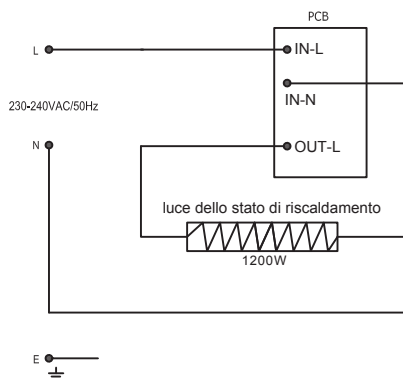 PCB
L
IN-L
IN-N
230-240VAC/50Hz
N
OUT-L
luce dello stato di riscaldamento
1200W
E